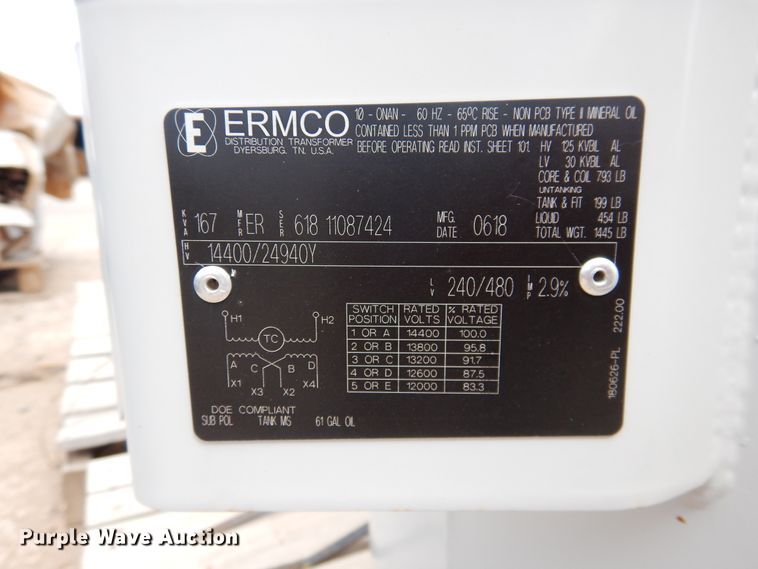 E ERMCO
DISTRIBUTION TRANSFORMER
DYERSBURG, TN. U.S.A.
1Ø - ONAN - 60 HZ - 65ºC RISE - NON PCB TYPE II MINERAL OIL
CONTAINED LESS THAN 1 PPM PCB WHEN MANUFACTURED
BEFORE OPERATING READ INST. SHEET 101
HV 125 KVBIL AL
LV 30 KVBIL AL
CORE & COIL 793 LB
UNTANKING
TANK & FIT 199 LB
LIQUID 454 LB
TOTAL WGT. 1445 LB
KVA 167 MFR ER SER 618 11087424 MFG. DATE 0618
HV 14400/24940Y
LV 240/480 IMP 2.9%
H1 H2
TC
A C B D
X1 X3 X2 X4
SWITCH POSITION RATED VOLTS % RATED VOLTAGE
1 OR A 14400 100.0
2 OR B 13800 95.8
3 OR C 13200 91.7
4 OR D 12600 87.5
5 OR E 12000 83.3
180626-PL 222.00
DOE COMPLIANT
SUB POL TANK MS 61 GAL OIL
Purple Wave Auction